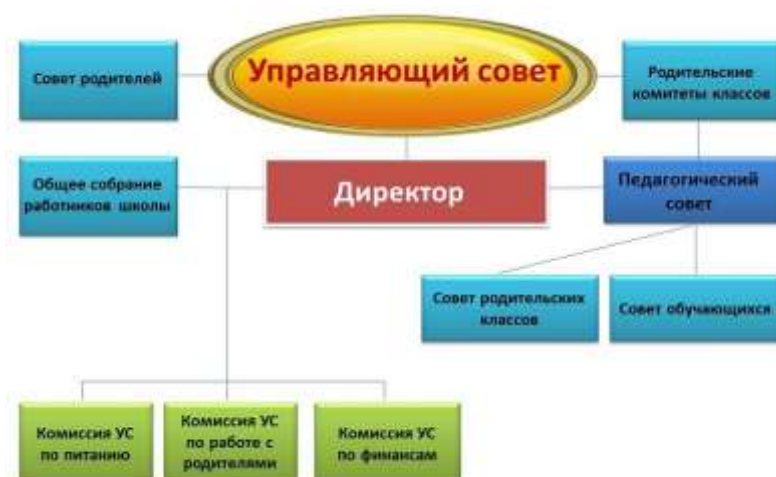 Управляющий совет
Совет родителей
Родительские
комитеты классов
Общее собрание
работников школы
Директор
Педагогический
совет
Совет родительских
классов
Совет обучающихся
Комиссия УС
по питанию
Комиссия УС
по работе с
родителями
Комиссия УС
по финансам